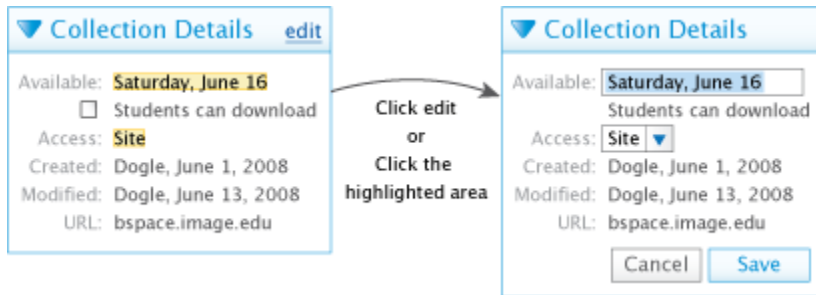 Collection Details edit
Available: Saturday, June 16
Students can download
Access: Site
Created: Dogle, June 1, 2008
Modified: Dogle, June 13, 2008
URL: bspace.image.edu
Click edit
or
Click the
highlighted area
Collection Details
Available: Saturday, June 16
Students can download
Access: Site
Created: Dogle, June 1, 2008
Modified: Dogle, June 13, 2008
URL: bspace.image.edu
Cancel Save